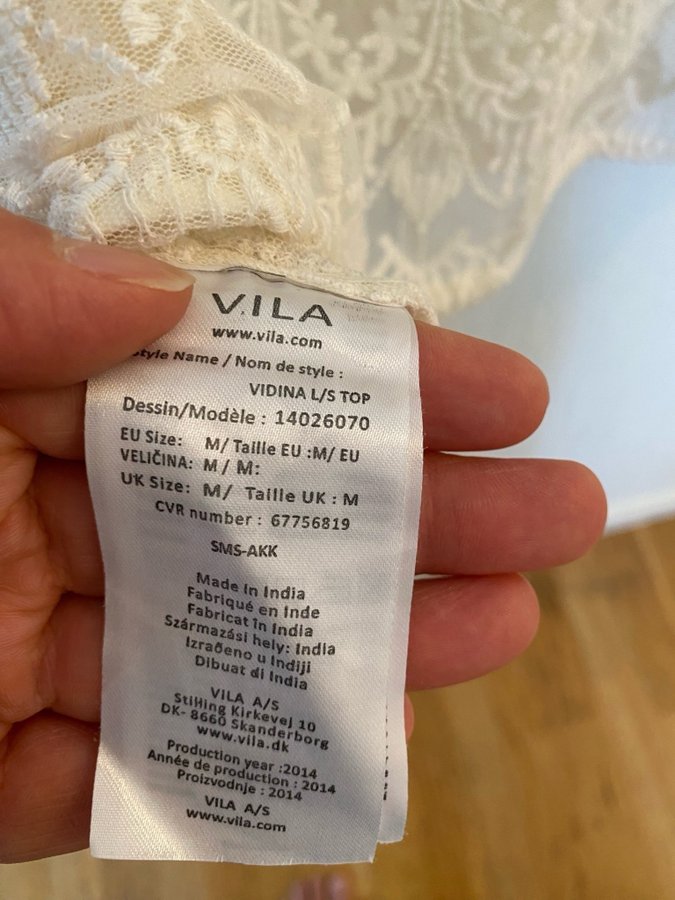 V.ILA
www.vila.com
Style Name / Nom de style :
VIDINA L/S TOP
Dessin/Modèle : 14026070
EU Size: M/ Taille EU :M/ EU
VELIČINA: M / M:
UK Size: M/ Taille UK : M
CVR number : 67756819
SMS-AKK
Made In India
Fabriqué en Inde
Fabricat în India
Származási hely: India
Izrađeno u Indiji
Dibuat di India
VILA A/S
Stilling Kirkevej 10
DK- 8660 Skanderborg
www.vila.dk
Production year :2014
Année de production : 2014
Proizvodnje : 2014
VILA A/S
www.vila.com